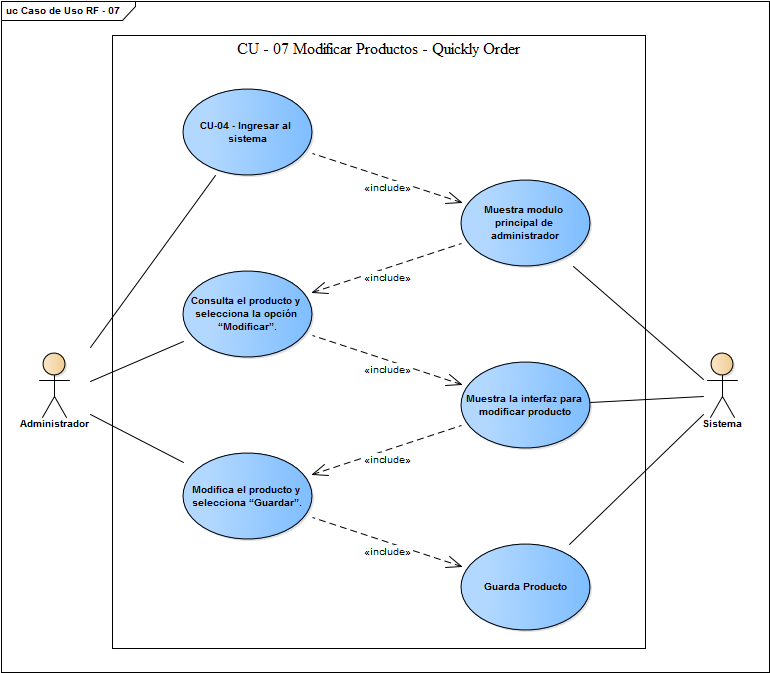 uc Caso de Uso RF - 07
CU - 07 Modificar Productos - Quickly Order
CU-04 - Ingresar al
sistema
«include»
Muestra modulo
principal de
administrador
«include»
Consulta el producto y
selecciona la opción
“Modificar”.
«include»
Muestra la interfaz para
modificar producto
Administrador
Sistema
«include»
Modifica el producto y
selecciona “Guardar”.
«include»
Guarda Producto